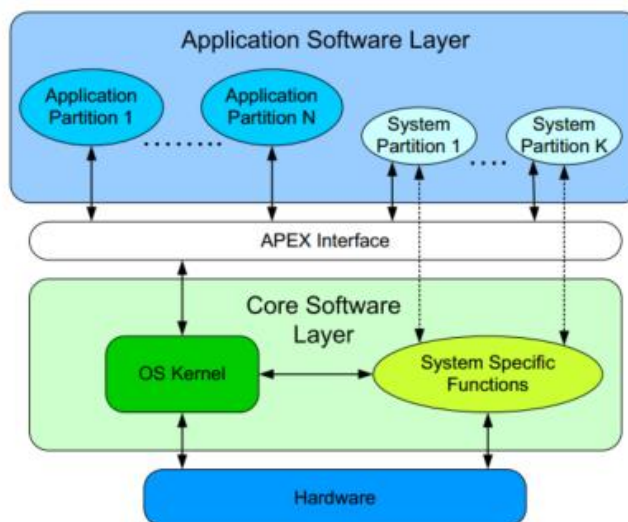 Application Software Layer
Application
Partition 1
Application
Partition N
System
Partition 1
System
Partition K
APEX Interface
Core Software
Layer
OS Kernel
System Specific
Functions
Hardware